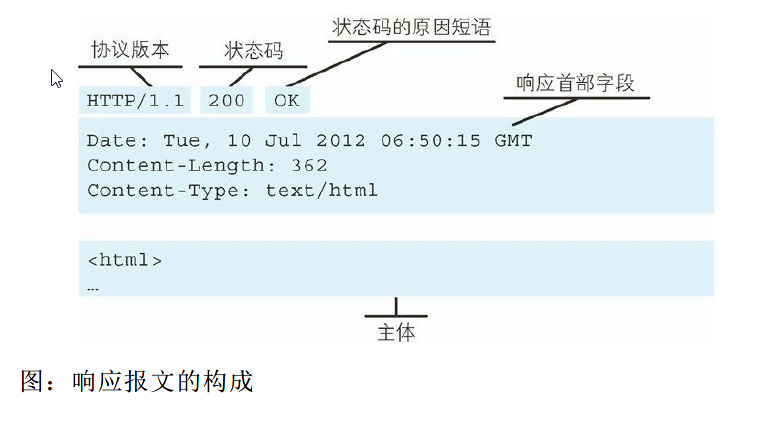 协议版本 状态码 状态码的原因短语
HTTP/1.1 200 OK
响应首部字段
Date: Tue, 10 Jul 2012 06:50:15 GMT
Content-Length: 362
Content-Type: text/html
<html>
…
主体
图：响应报文的构成